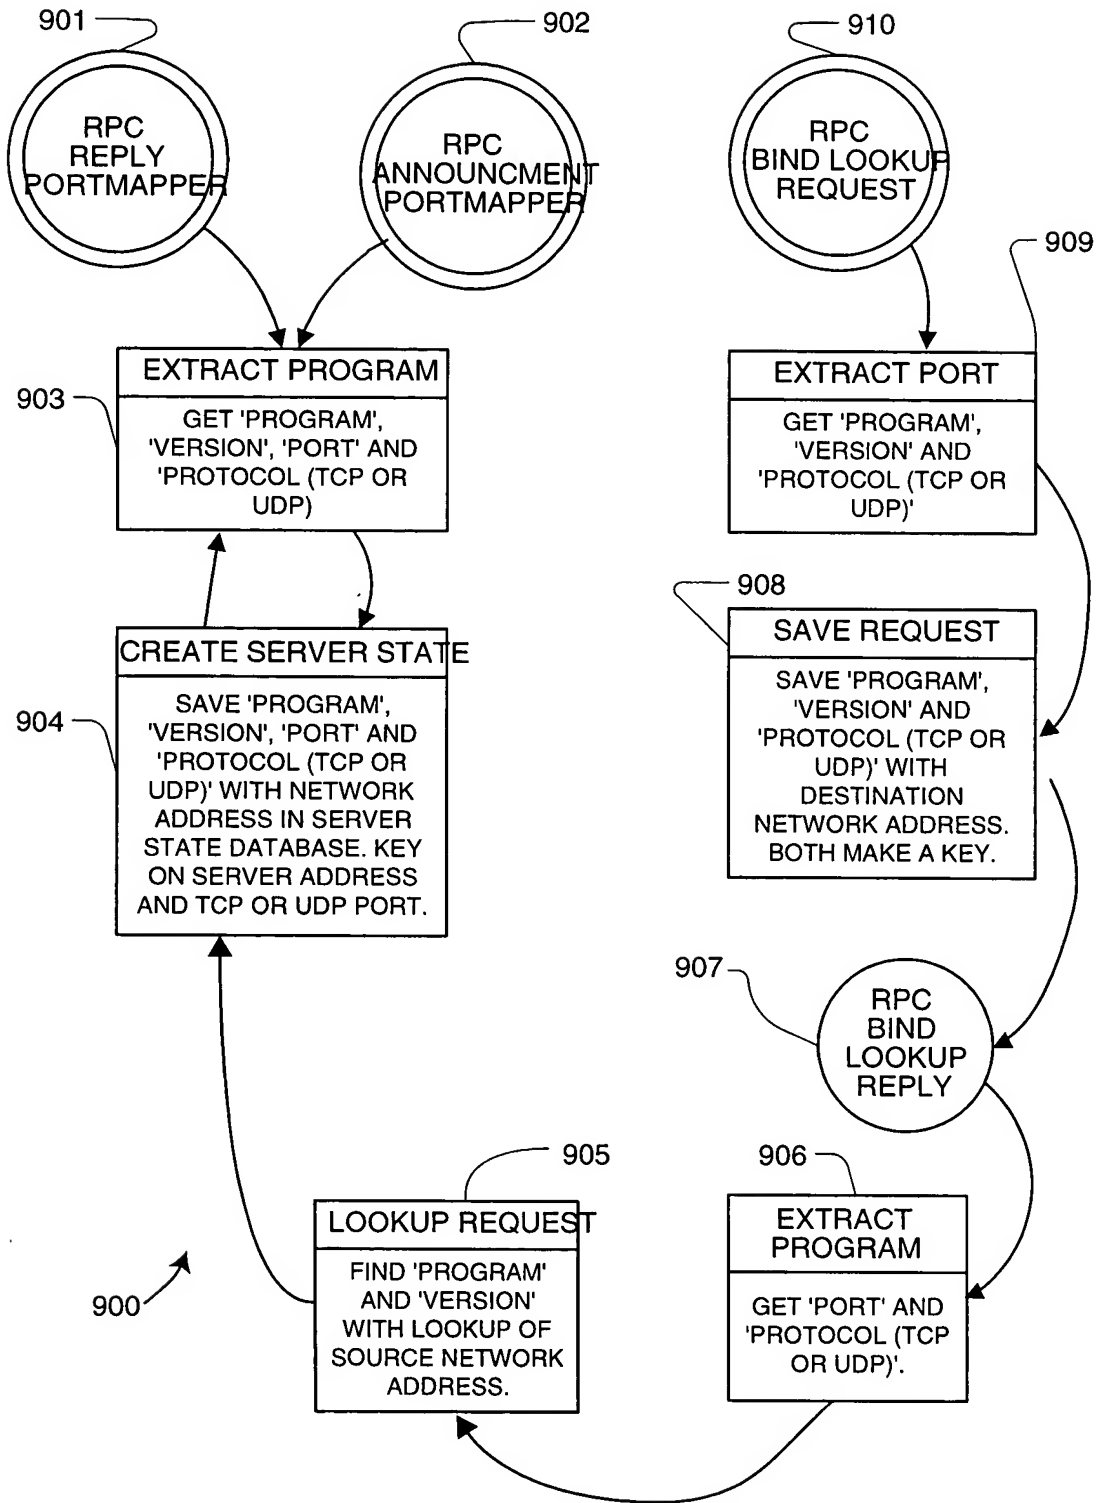 901
902
910
RPC
REPLY
PORTMAPPER
RPC
ANNOUNCMENT
PORTMAPPER
RPC
BIND LOOKUP
REQUEST
909
EXTRACT PROGRAM
903
GET 'PROGRAM',
'VERSION', 'PORT' AND
'PROTOCOL (TCP OR
UDP)
EXTRACT PORT
GET 'PROGRAM',
'VERSION' AND
'PROTOCOL (TCP OR
UDP)'
908
CREATE SERVER STATE
904
SAVE 'PROGRAM',
'VERSION', 'PORT' AND
'PROTOCOL (TCP OR
UDP)' WITH NETWORK
ADDRESS IN SERVER
STATE DATABASE. KEY
ON SERVER ADDRESS
AND TCP OR UDP PORT.
SAVE REQUEST
SAVE 'PROGRAM',
'VERSION' AND
'PROTOCOL (TCP OR
UDP)' WITH
DESTINATION
NETWORK ADDRESS.
BOTH MAKE A KEY.
907
RPC
BIND
LOOKUP
REPLY
905
906
LOOKUP REQUEST
FIND 'PROGRAM'
AND 'VERSION'
WITH LOOKUP OF
SOURCE NETWORK
ADDRESS.
EXTRACT
PROGRAM
GET 'PORT' AND
'PROTOCOL (TCP
OR UDP)'.
900